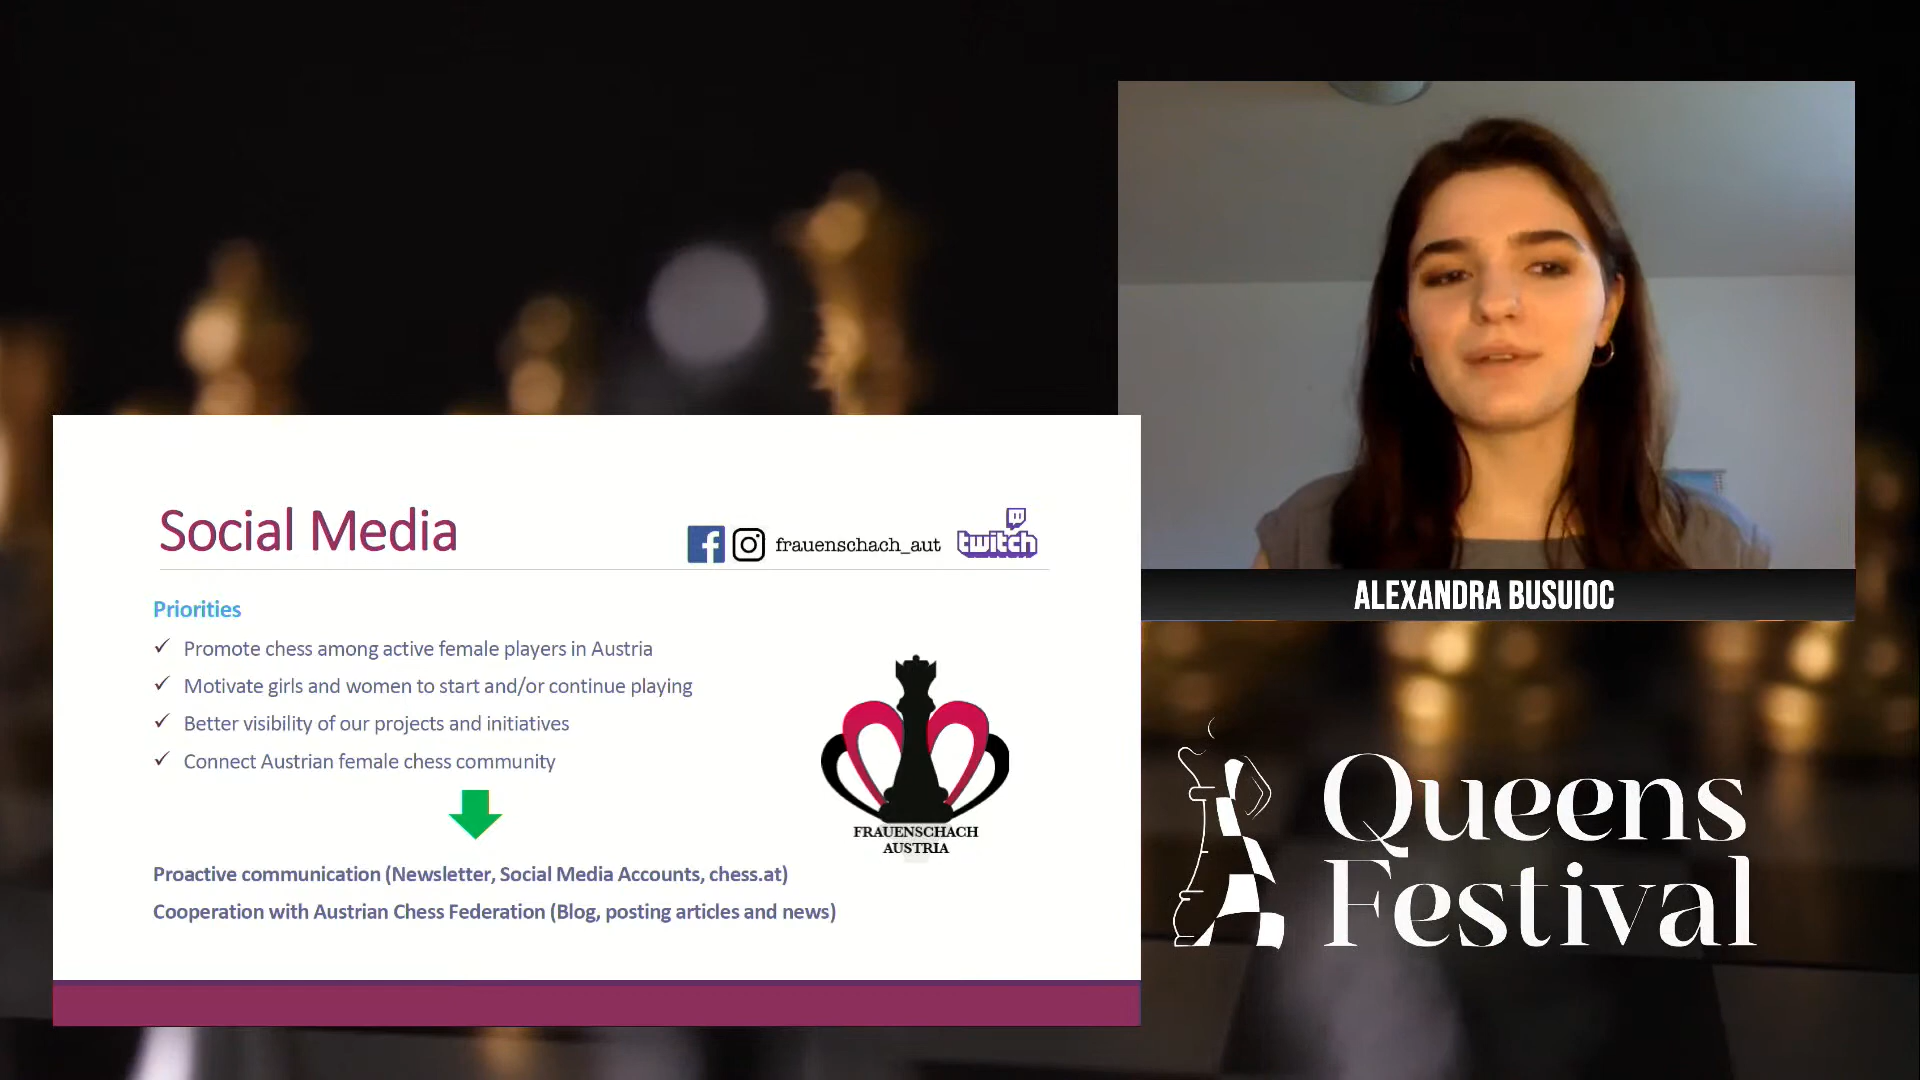 Social Media
frauenschach_aut
twitch
Priorities
✓ Promote chess among active female players in Austria
✓ Motivate girls and women to start and/or continue playing
✓ Better visibility of our projects and initiatives
✓ Connect Austrian female chess community
FRAUENSCHACH
AUSTRIA
Proactive communication (Newsletter, Social Media Accounts, chess.at)
Cooperation with Austrian Chess Federation (Blog, posting articles and news)
ALEXANDRA BUSUIOC
Queens
Festival